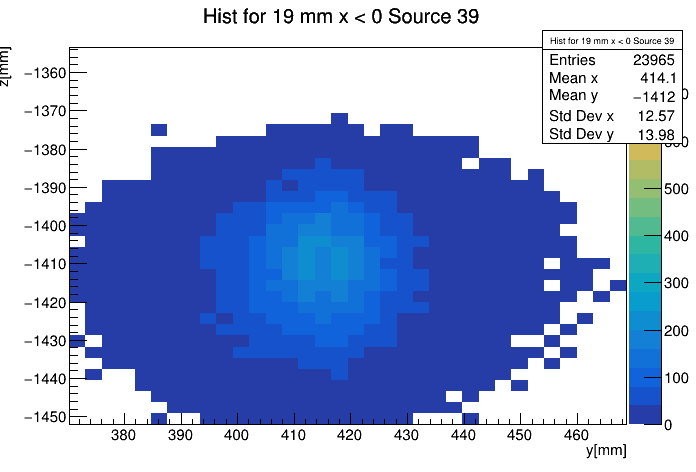 Hist for 19 mm x < 0 Source 39
z[mm]
−1360
−1370
−1380
−1390
−1400
−1410
−1420
−1430
−1440
−1450
380
390
400
410
420
430
440
450
460
y[mm]
Hist for 19 mm x < 0 Source 39
Entries 23965
Mean x 414.1
Mean y −1412
Std Dev x 12.57
Std Dev y 13.98
500
400
300
200
100
0